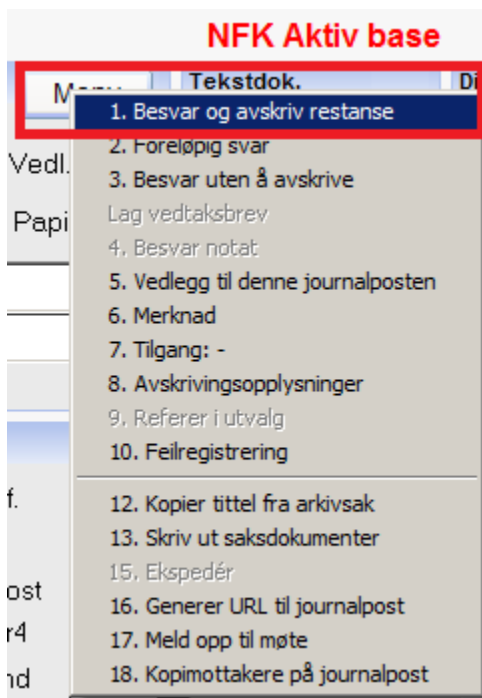 NFK Aktiv base
Tekstdok.
1. Besvar og avskriv restanse
2. Foreløpig svar
Vedl.
3. Besvar uten å avskrive
Papi
Lag vedtaksbrev
4. Besvar notat
5. Vedlegg til denne journalposten
6. Merknad
7. Tilgang: -
8. Avskrivingsopplysninger
9. Referer i utvalg
10. Feilregistrering
f.
12. Kopier tittel fra arkivsak
13. Skriv ut saksdokumenter
15. Ekspedér
ost
16. Generer URL til journalpost
r4
17. Meld opp til møte
nd
18. Kopimottakere på journalpost